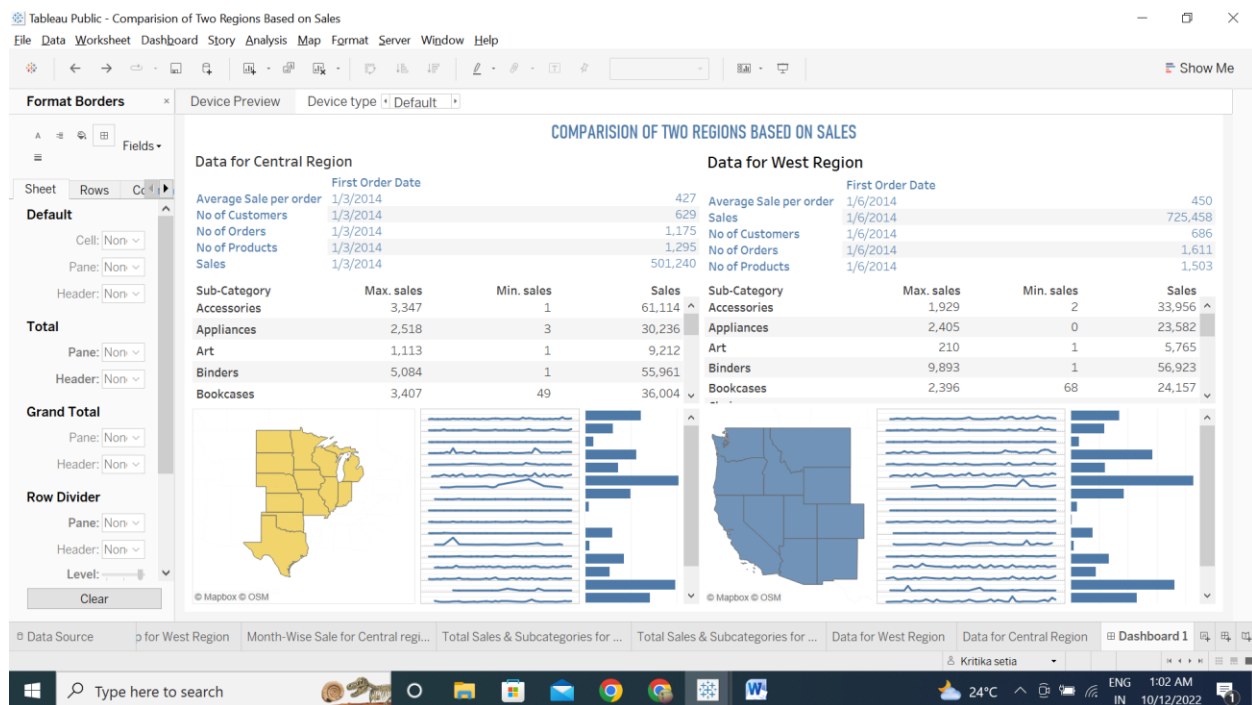 Tableau Public - Comparision of Two Regions Based on Sales
File Data Worksheet Dashboard Story Analysis Map Format Server Window Help
Show Me
Format Borders ×
Device Preview Device type Default
Fields
Sheet Rows
Default
Cell: Non
Pane: Non
Header: Non
Total
Pane: Non
Header: Non
Grand Total
Pane: Non
Header: Non
Row Divider
Pane: Non
Header: Non
Level:
Clear
COMPARISION OF TWO REGIONS BASED ON SALES
Data for Central Region
First Order Date
Average Sale per order 1/3/2014 427
No of Customers 1/3/2014 629
No of Orders 1/3/2014 1,175
No of Products 1/3/2014 1,295
Sales 1/3/2014 501,240
Sub-Category Max. sales Min. sales Sales
Accessories 3,347 1 61,114
Appliances 2,518 3 30,236
Art 1,113 1 9,212
Binders 5,084 1 55,961
Bookcases 3,407 49 36,004
© Mapbox © OSM
Data for West Region
First Order Date
Average Sale per order 1/6/2014 450
Sales 1/6/2014 725,458
No of Customers 1/6/2014 686
No of Orders 1/6/2014 1,611
No of Products 1/6/2014 1,503
Sub-Category Max. sales Min. sales Sales
Accessories 1,929 2 33,956
Appliances 2,405 0 23,582
Art 210 1 5,765
Binders 9,893 1 56,923
Bookcases 2,396 68 24,157
© Mapbox © OSM
Data Source for West Region Month-Wise Sale for Central regi... Total Sales & Subcategories for ... Total Sales & Subcategories for ... Data for West Region Data for Central Region Dashboard 1
Kritika setia
Type here to search
24°C
ENG
IN
1:02 AM
10/12/2022
1